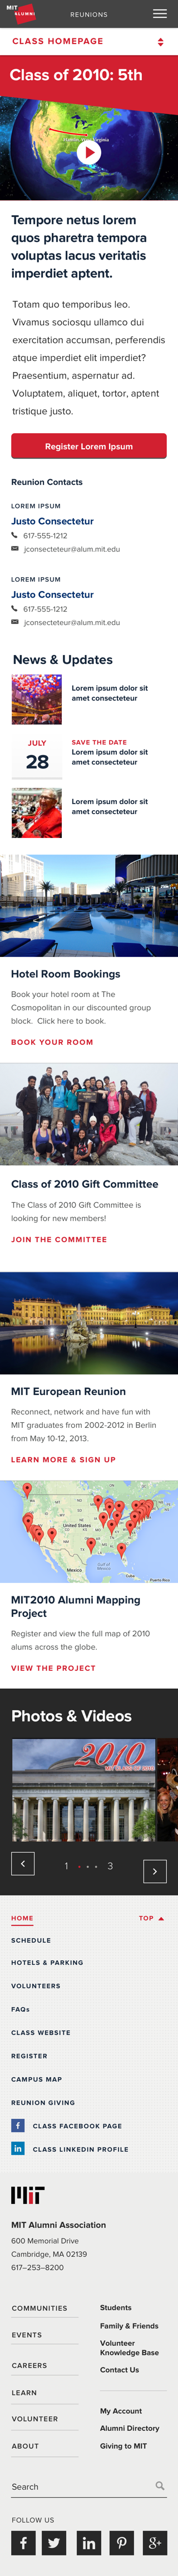 MIT
ALUMNI
REUNIONS
CLASS HOMEPAGE
Class of 2010: 5th
Tempore netus lorem
quos pharetra tempora
voluptas lacus veritatis
imperdiet aptent.
Totam quo temporibus leo.
Vivamus sociosqu ullamco dui
exercitation accumsan, perferendis
atque imperdiet elit imperdiet?
Praesentium, aspernatur ad.
Voluptatem, aliquet, tortor, aptent
tristique justo.
Register Lorem Ipsum
Reunion Contacts
LOREM IPSUM
Justo Consectetur
617-555-1212
jconsecteteur@alum.mit.edu
LOREM IPSUM
Justo Consectetur
617-555-1212
jconsecteteur@alum.mit.edu
News & Updates
Lorem ipsum dolor sit
amet consecteteur
JULY
28
SAVE THE DATE
Lorem ipsum dolor sit
amet consecteteur
Lorem ipsum dolor sit
amet consecteteur
Hotel Room Bookings
Book your hotel room at The
Cosmopolitan in our discounted group
block. Click here to book.
BOOK YOUR ROOM
Class of 2010 Gift Committee
The Class of 2010 Gift Committee is
looking for new members!
JOIN THE COMMITTEE
MIT European Reunion
Reconnect, network and have fun with
MIT graduates from 2002-2012 in Berlin
from May 10-12, 2013.
LEARN MORE & SIGN UP
United States
Mexico
Gulf of
Mexico
Cuba
Puerto Rico
MIT2010 Alumni Mapping
Project
Register and view the full map of 2010
alums across the globe.
VIEW THE PROJECT
Photos & Videos
2010
MIT CLASS OF 2010
1
3
HOME
TOP
SCHEDULE
HOTELS & PARKING
VOLUNTEERS
FAQs
CLASS WEBSITE
REGISTER
CAMPUS MAP
REUNION GIVING
CLASS FACEBOOK PAGE
CLASS LINKEDIN PROFILE
MIT Alumni Association
600 Memorial Drive
Cambridge, MA 02139
617–253–8200
COMMUNITIES
EVENTS
CAREERS
LEARN
VOLUNTEER
ABOUT
Students
Family & Friends
Volunteer
Knowledge Base
Contact Us
My Account
Alumni Directory
Giving to MIT
Search
FOLLOW US